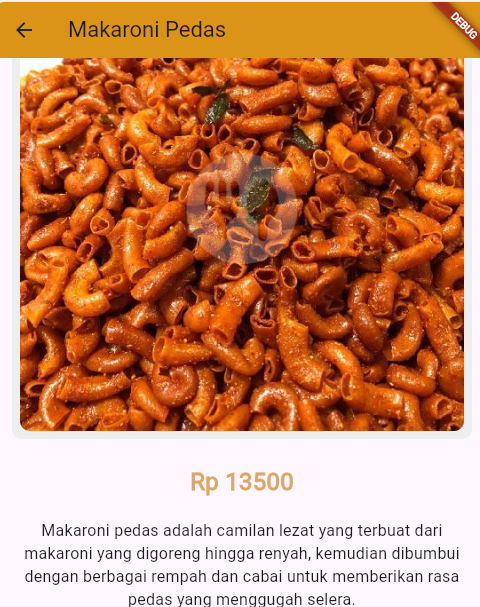 Makaroni Pedas
DEBUG
Rp 13500
Makaroni pedas adalah camilan lezat yang terbuat dari
makaroni yang digoreng hingga renyah, kemudian dibumbui
dengan berbagai rempah dan cabai untuk memberikan rasa
pedas yang menggugah selera.